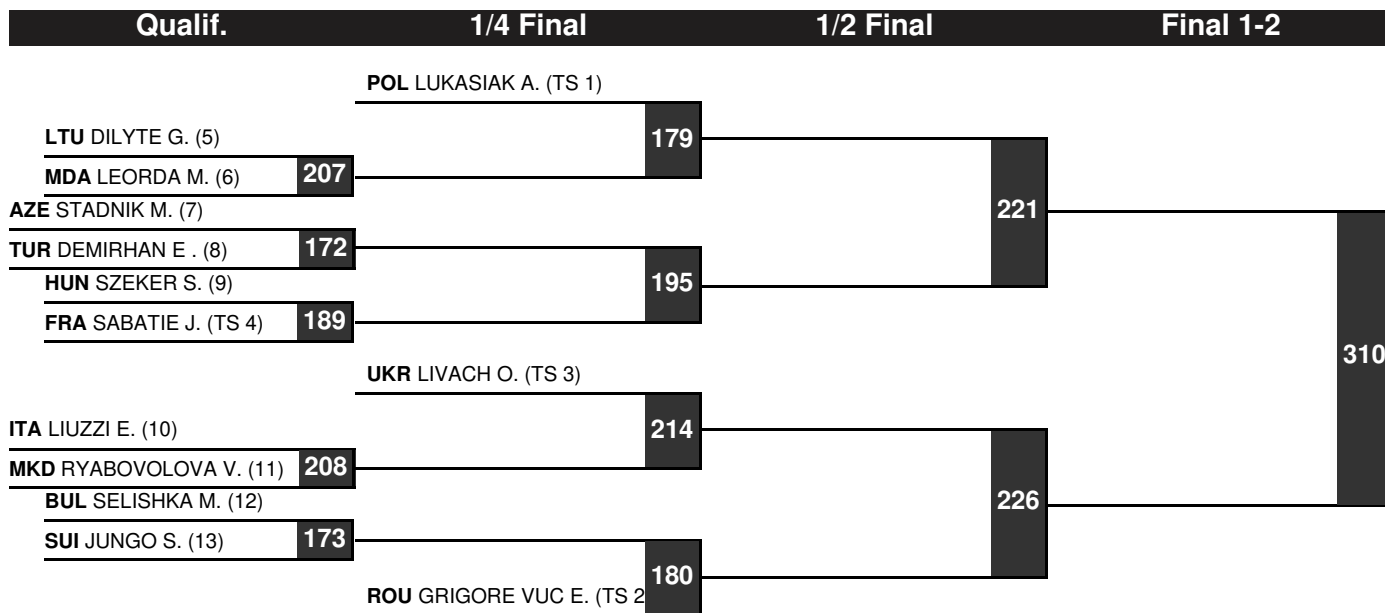 Qualif. 1/4 Final 1/2 Final Final 1-2
POL LUKASIAK A. (TS 1)
179
LTU DILYTE G. (5)
207
MDA LEORDA M. (6)
221
AZE STADNIK M. (7)
172
TUR DEMIRHAN E . (8)
195
HUN SZEKER S. (9)
189
FRA SABATIE J. (TS 4)
310
UKR LIVACH O. (TS 3)
214
ITA LIUZZI E. (10)
208
MKD RYABOVOLOVA V. (11)
226
BUL SELISHKA M. (12)
173
SUI JUNGO S. (13)
180
ROU GRIGORE VUC E. (TS 2